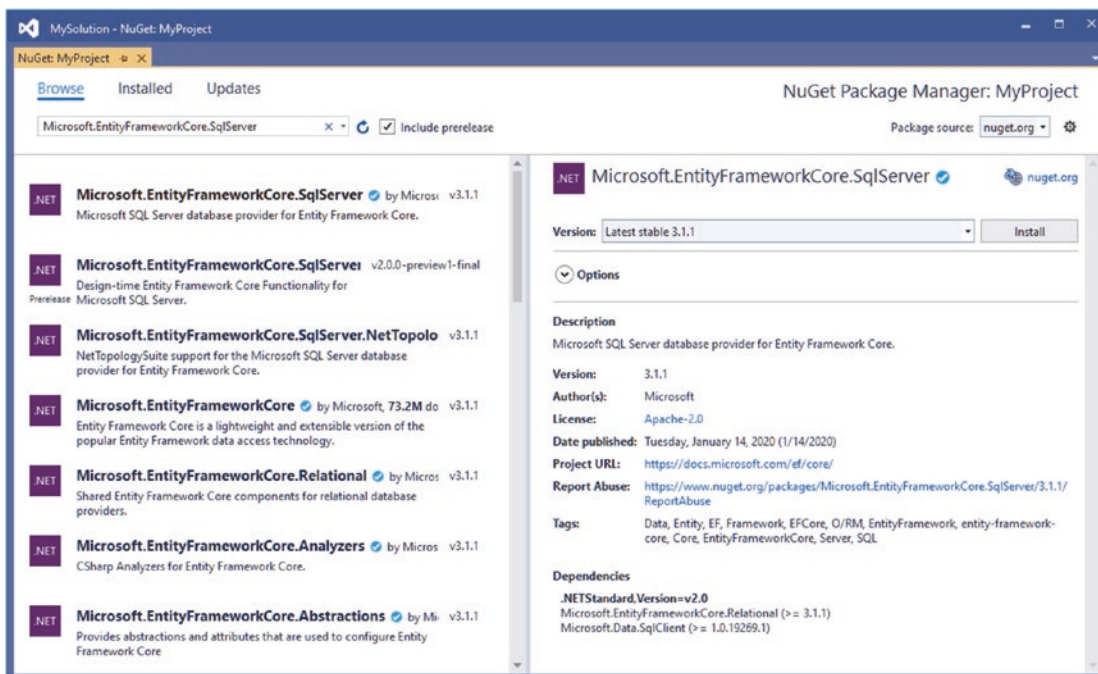 MySolution - NuGet: MyProject
NuGet: MyProject
Browse Installed Updates
NuGet Package Manager: MyProject
Microsoft.EntityFrameworkCore.SqlServer
Include prerelease
Package source: nuget.org
.NET Microsoft.EntityFrameworkCore.SqlServer by Micros v3.1.1
Microsoft SQL Server database provider for Entity Framework Core.
.NET Microsoft.EntityFrameworkCore.SqlServer v2.0.0-preview1-final
Design-time Entity Framework Core Functionality for
Prerelease Microsoft SQL Server.
.NET Microsoft.EntityFrameworkCore.SqlServer.NetTopolo v3.1.1
NetTopologySuite support for the Microsoft SQL Server database
provider for Entity Framework Core.
.NET Microsoft.EntityFrameworkCore by Microsoft, 73.2M do v3.1.1
Entity Framework Core is a lightweight and extensible version of the
popular Entity Framework data access technology.
.NET Microsoft.EntityFrameworkCore.Relational by Micros v3.1.1
Shared Entity Framework Core components for relational database
providers.
.NET Microsoft.EntityFrameworkCore.Analyzers by Micros v3.1.1
CSharp Analyzers for Entity Framework Core.
.NET Microsoft.EntityFrameworkCore.Abstractions by Mi v3.1.1
Provides abstractions and attributes that are used to configure Entity
Framework Core
.NET Microsoft.EntityFrameworkCore.SqlServer nuget.org
Version: Latest stable 3.1.1 Install
Options
Description
Microsoft SQL Server database provider for Entity Framework Core.
Version: 3.1.1
Author(s): Microsoft
License: Apache-2.0
Date published: Tuesday, January 14, 2020 (1/14/2020)
Project URL: https://docs.microsoft.com/ef/core/
Report Abuse: https://www.nuget.org/packages/Microsoft.EntityFrameworkCore.SqlServer/3.1.1/
ReportAbuse
Tags: Data, Entity, EF, Framework, EFCore, O/RM, EntityFramework, entity-framework-
core, Core, EntityFrameworkCore, Server, SQL
Dependencies
.NETStandard,Version=v2.0
Microsoft.EntityFrameworkCore.Relational (>= 3.1.1)
Microsoft.Data.SqlClient (>= 1.0.19269.1)